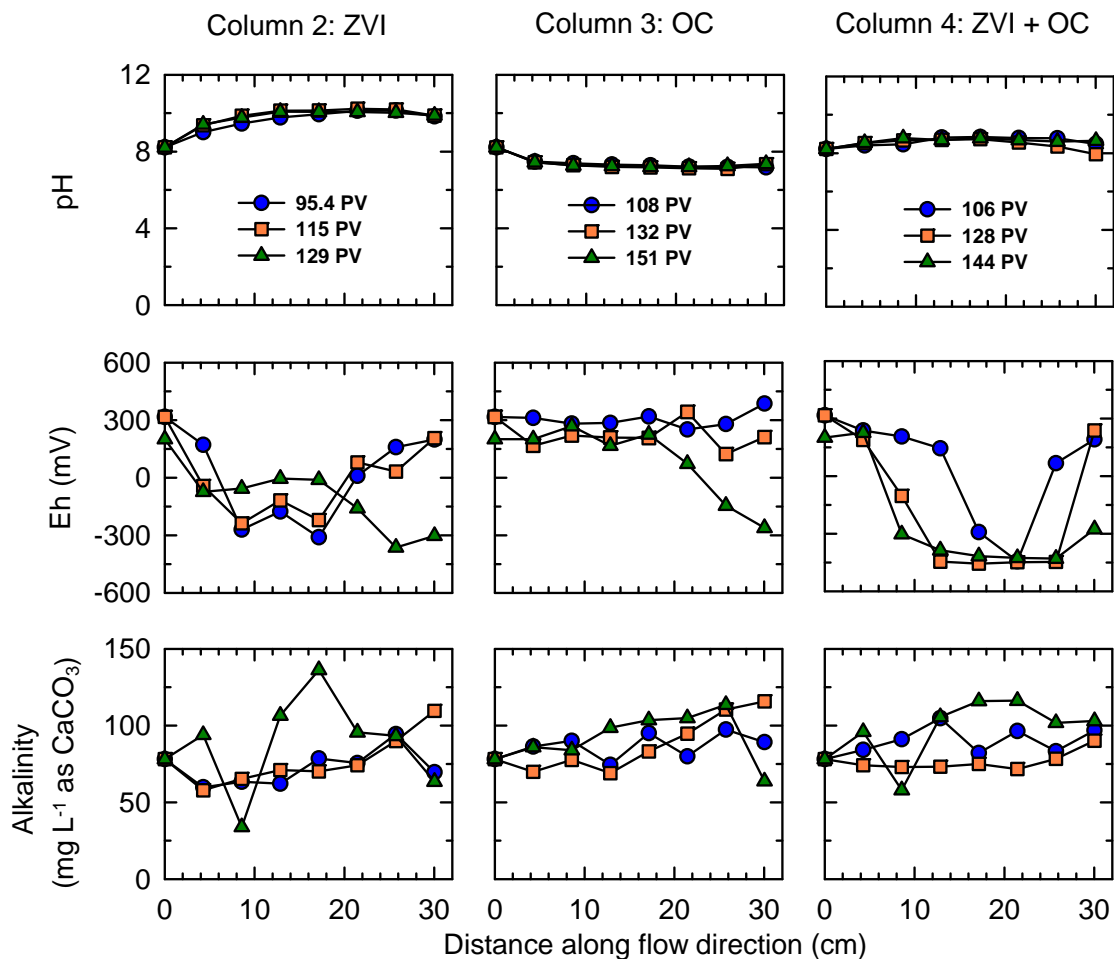 Column 2: ZVI
Column 3: OC
Column 4: ZVI + OC
pH
12
8
4
0
95.4 PV
115 PV
129 PV
108 PV
132 PV
151 PV
106 PV
128 PV
144 PV
Eh (mV)
600
300
0
-300
-600
Alkalinity
(mg L⁻¹ as CaCO₃)
150
100
50
0
0 10 20 30
0 10 20 30
0 10 20 30
Distance along flow direction (cm)